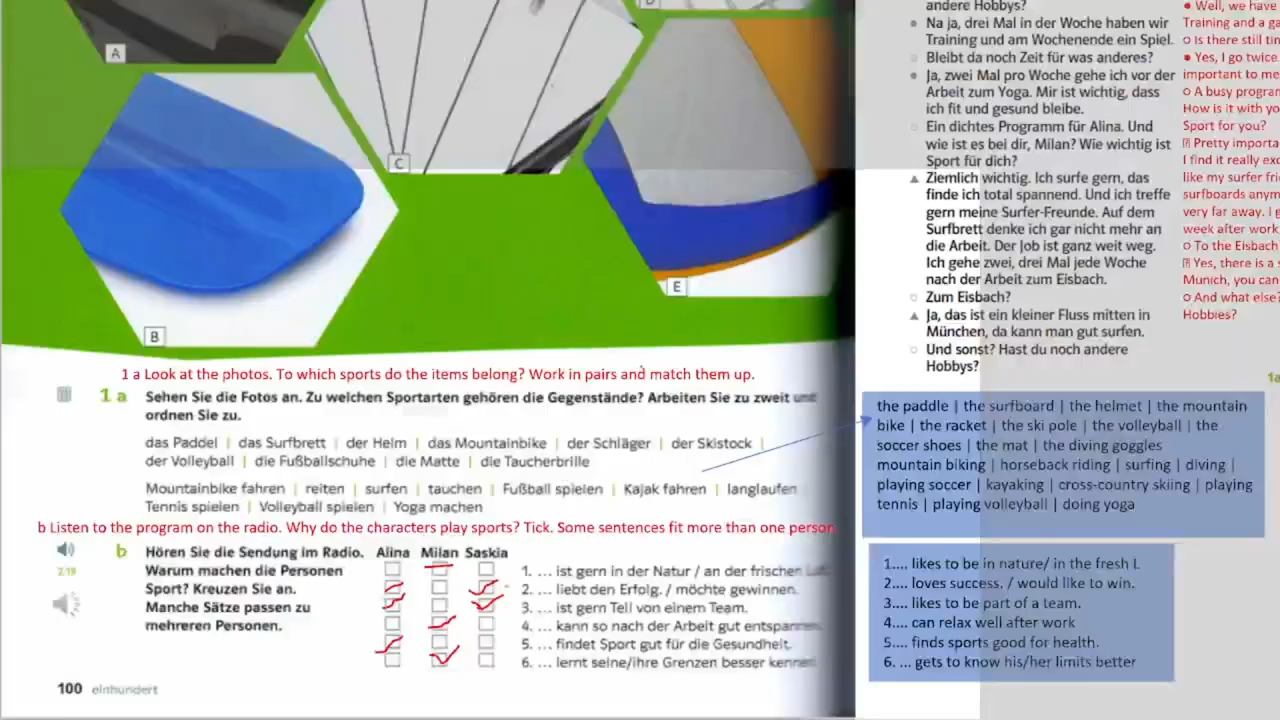 A
B
C
D
E
1 a Look at the photos. To which sports do the items belong? Work in pairs and match them up.
1 a Sehen Sie die Fotos an. Zu welchen Sportarten gehören die Gegenstände? Arbeiten Sie zu zweit und
ordnen Sie zu.
das Paddel | das Surfbrett | der Helm | das Mountainbike | der Schläger | der Skistock |
der Volleyball | die Fußballschuhe | die Matte | die Taucherbrille
Mountainbike fahren | reiten | surfen | tauchen | Fußball spielen | Kajak fahren | langlaufen
Tennis spielen | Volleyball spielen | Yoga machen
b Listen to the program on the radio. Why do the characters play sports? Tick. Some sentences fit more than one person.
b Hören Sie die Sendung im Radio.
Warum machen die Personen
Sport? Kreuzen Sie an.
Manche Sätze passen zu
mehreren Personen.
2.19
Alina Milan Saskia
1. ... ist gern in der Natur / an der frischen
2. ... liebt den Erfolg. / möchte gewinnen.
3. ... ist gern Teil von einem Team.
4. ... kann so nach der Arbeit gut entspannen.
5. ... findet Sport gut für die Gesundheit.
6. ... lernt seine/ihre Grenzen besser kennen.
100 einhundert
andere Hobbys?
Na ja, drei Mal in der Woche haben wir
Training und am Wochenende ein Spiel.
Bleibt da noch Zeit für was anderes?
Ja, zwei Mal pro Woche gehe ich vor der
Arbeit zum Yoga. Mir ist wichtig, dass
ich fit und gesund bleibe.
Ein dichtes Programm für Alina. Und
wie ist es bei dir, Milan? Wie wichtig ist
Sport für dich?
Ziemlich wichtig. Ich surfe gern, das
finde ich total spannend. Und ich treffe
gern meine Surfer-Freunde. Auf dem
Surfbrett denke ich gar nicht mehr an
die Arbeit. Der Job ist ganz weit weg.
Ich gehe zwei, drei Mal jede Woche
nach der Arbeit zum Eisbach.
Zum Eisbach?
Ja, das ist ein kleiner Fluss mitten in
München, da kann man gut surfen.
Und sonst? Hast du noch andere
Hobbys?
Well, we have
Training and a ga
Is there still tin
Yes, I go twice
important to me
A busy program
How is it with yo
Sport for you?
Pretty importa
I find it really exc
like my surfer frie
surfboards anym
very far away. I g
week after work
To the Eisbach
Yes, there is a s
Munich, you can
And what else?
Hobbies?
1a
the paddle | the surfboard | the helmet | the mountain
bike | the racket | the ski pole | the volleyball | the
soccer shoes | the mat | the diving goggles
mountain biking | horseback riding | surfing | diving |
playing soccer | kayaking | cross-country skiing | playing
tennis | playing volleyball | doing yoga
1.... likes to be in nature/ in the fresh l.
2.... loves success. / would like to win.
3.... likes to be part of a team.
4.... can relax well after work
5.... finds sports good for health.
6. ... gets to know his/her limits better